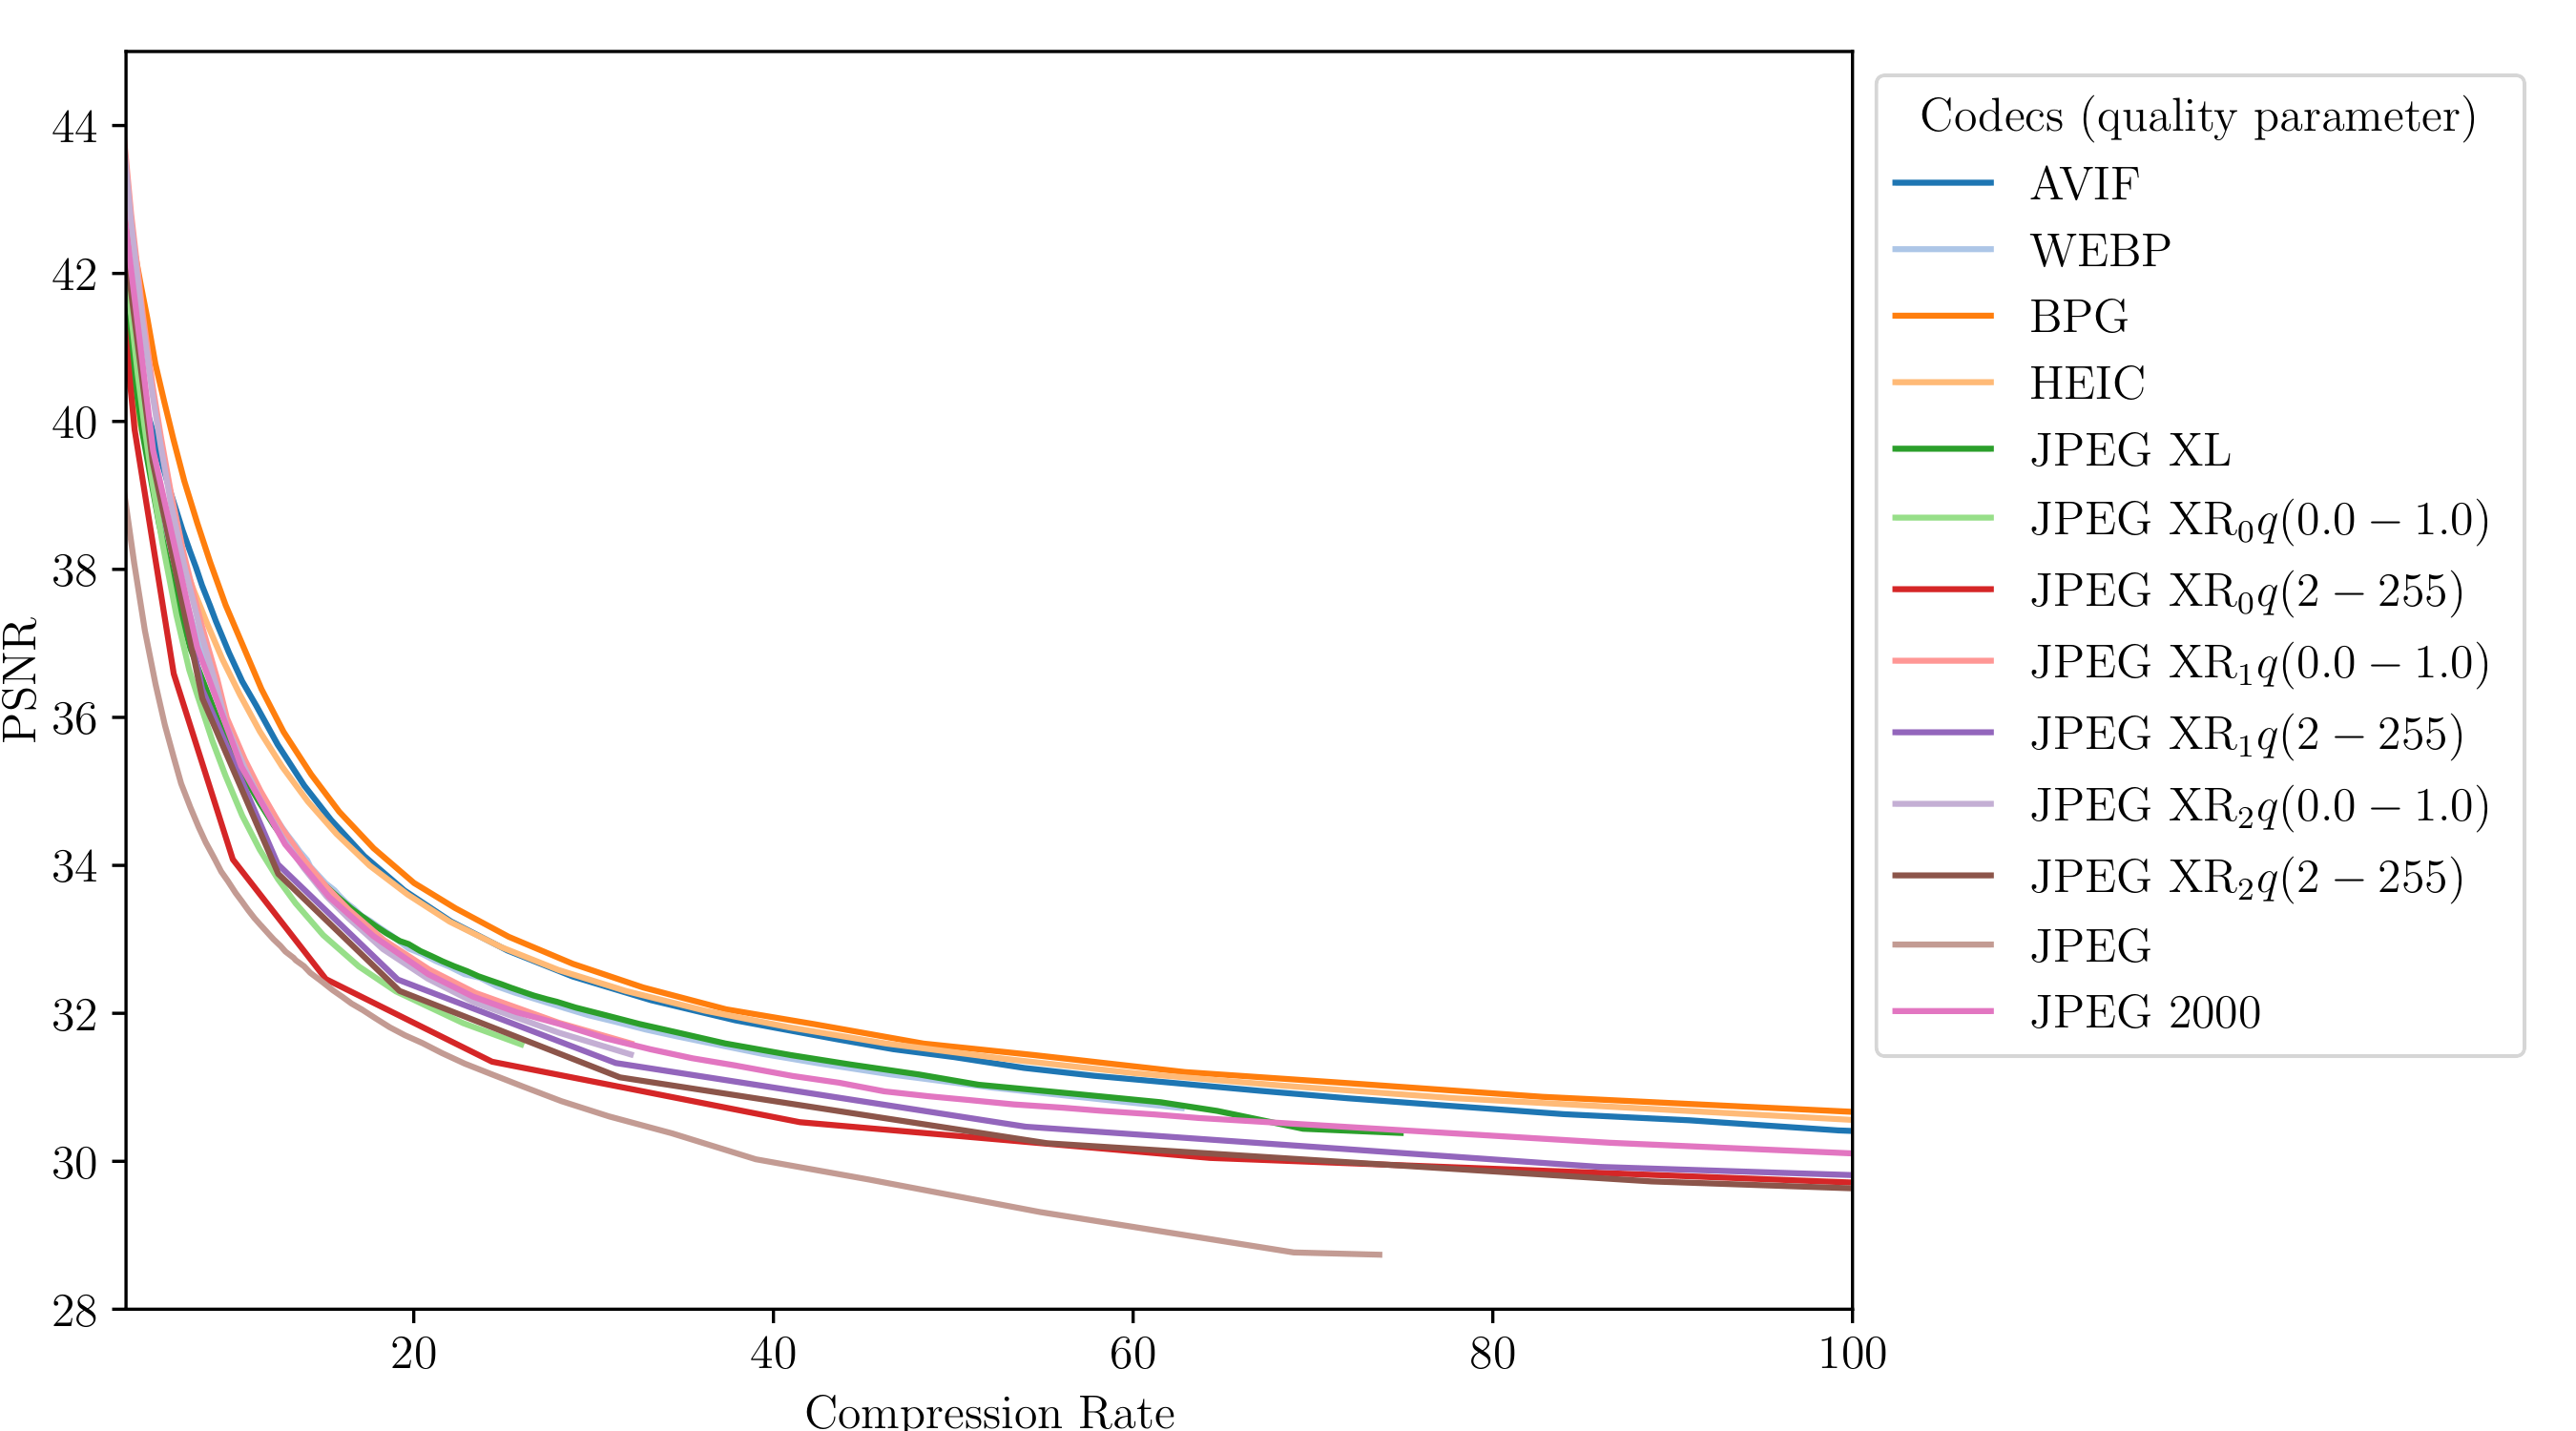 44
42
40
38
36
34
32
30
28
PSNR
20 40 60 80 100
Compression Rate
Codecs (quality parameter)
AVIF
WEBP
BPG
HEIC
JPEG XL
JPEG XR₀q(0.0 − 1.0)
JPEG XR₀q(2 − 255)
JPEG XR₁q(0.0 − 1.0)
JPEG XR₁q(2 − 255)
JPEG XR₂q(0.0 − 1.0)
JPEG XR₂q(2 − 255)
JPEG
JPEG 2000